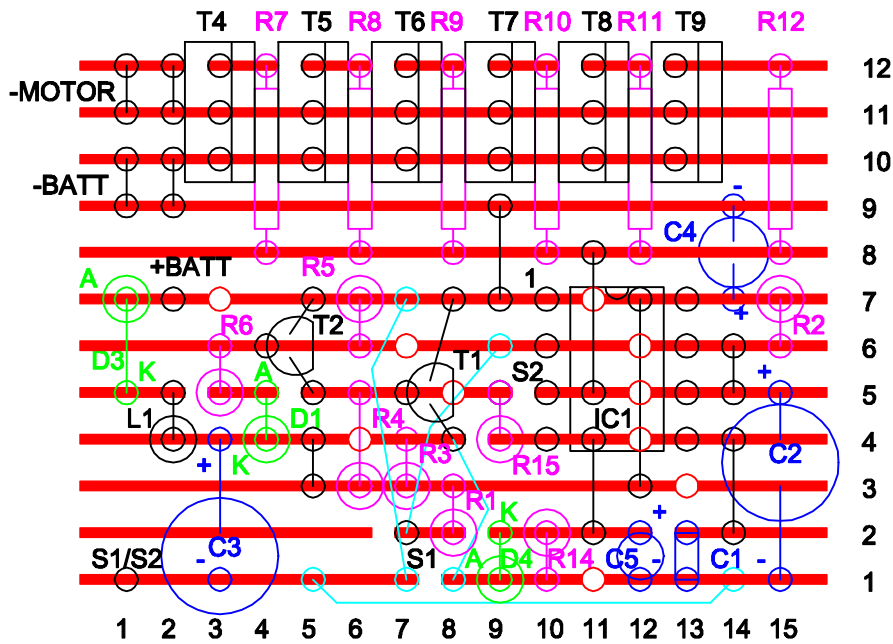 T4 R7 T5 R8 T6 R9 T7 R10 T8 R11 T9 R12
12
-MOTOR 11
10
-BATT - 9
C4 8
+BATT R5
A 1 7
+
R6 T2 R2
6
D3 T1 S2 +
K A 5
L1 D1 R4 IC1
4
K R3 C2
+ R15
3
R1
K + 2
C3
S1/S2 S1 A D4 R14 C5 C1
- - - 1
1 2 3 4 5 6 7 8 9 10 11 12 13 14 15